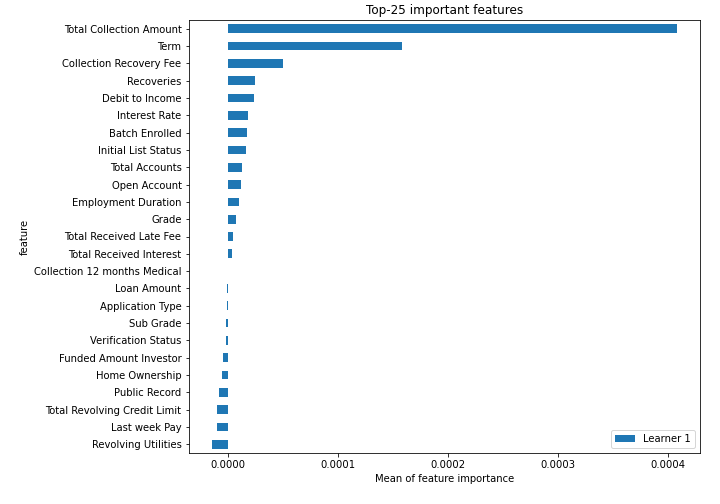 Top-25 important features
Total Collection Amount
Term
Collection Recovery Fee
Recoveries
Debit to Income
Interest Rate
Batch Enrolled
Initial List Status
Total Accounts
Open Account
Employment Duration
Grade
Total Received Late Fee
Total Received Interest
Collection 12 months Medical
Loan Amount
Application Type
Sub Grade
Verification Status
Funded Amount Investor
Home Ownership
Public Record
Total Revolving Credit Limit
Last week Pay
Revolving Utilities
feature
Learner 1
0.0000 0.0001 0.0002 0.0003 0.0004
Mean of feature importance